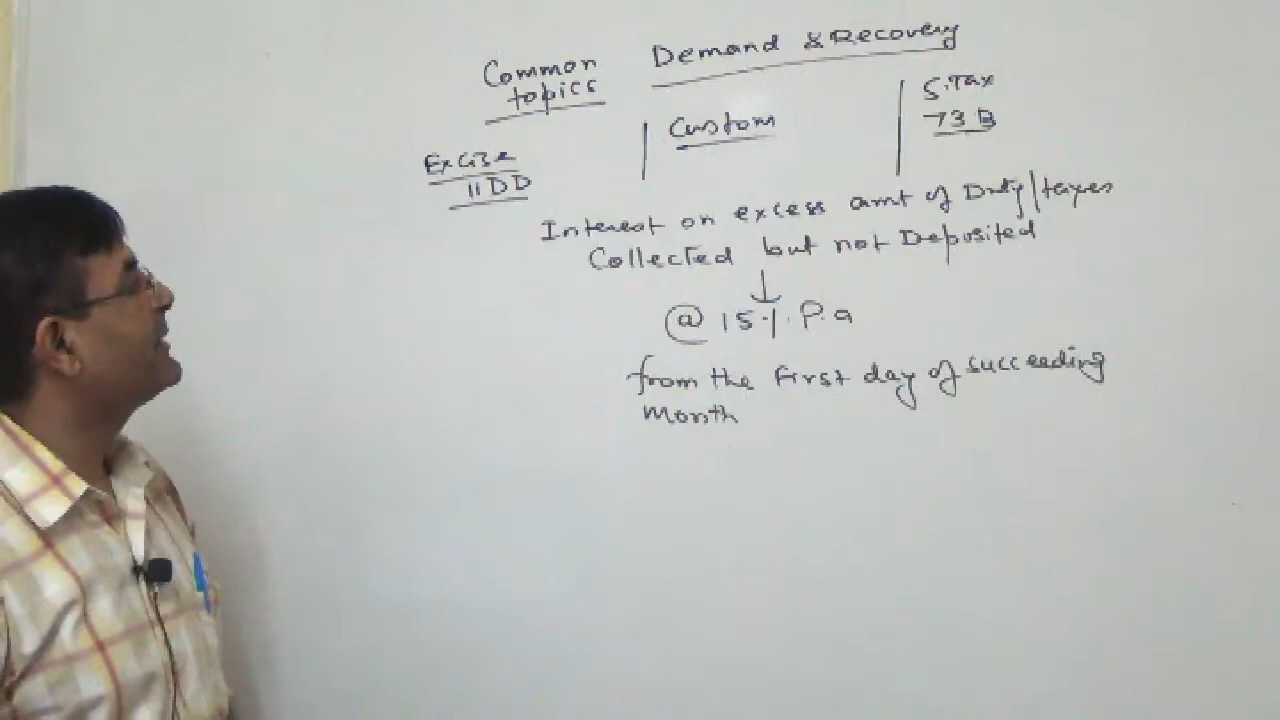 Common topics
Demand & Recovery
Excise
11DD
Custom
S.Tax
73 B
Interest on excess amt of Duty/taxes
Collected but not Deposited
@ 15% P.a
from the first day of succeeding
month